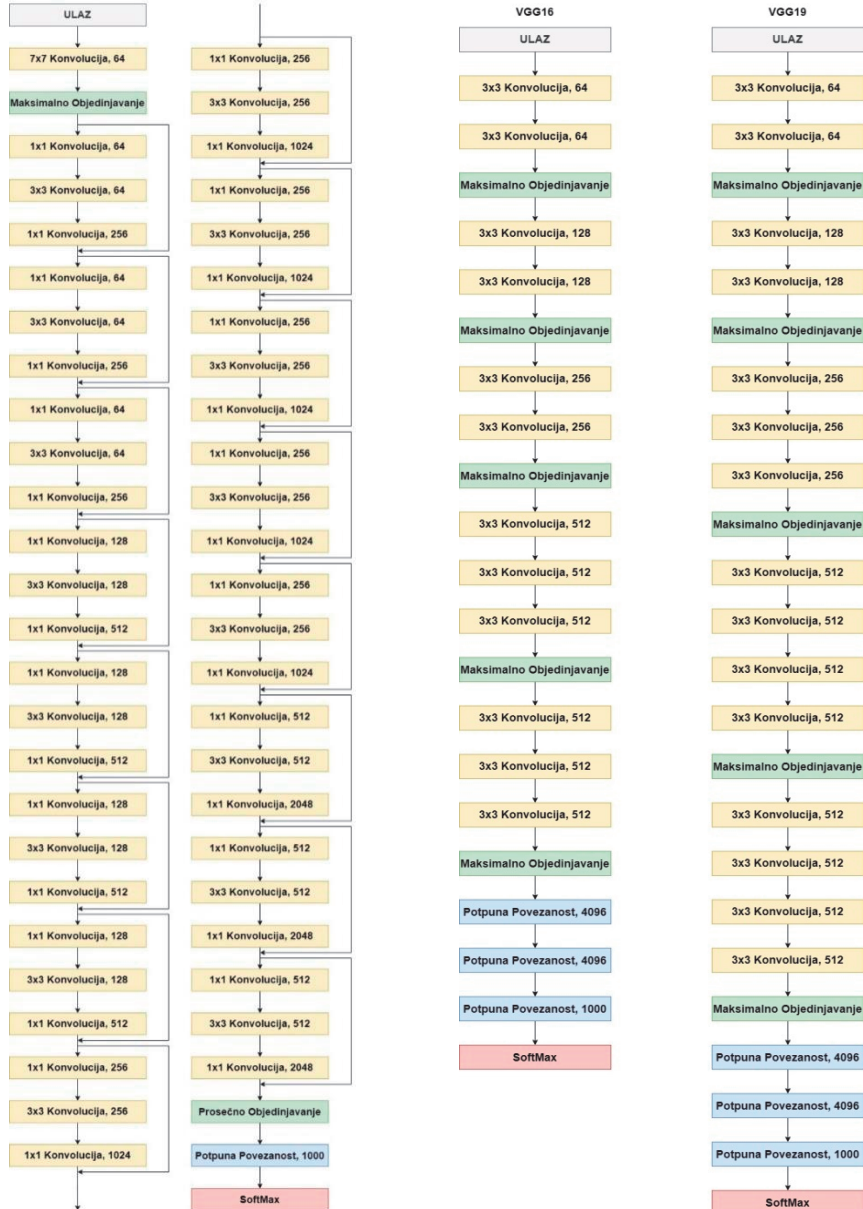 ULAZ
7x7 Konvolucija, 64
Maksimalno Objedinjavanje
1x1 Konvolucija, 64
3x3 Konvolucija, 64
1x1 Konvolucija, 256
1x1 Konvolucija, 64
3x3 Konvolucija, 64
1x1 Konvolucija, 256
1x1 Konvolucija, 64
3x3 Konvolucija, 64
1x1 Konvolucija, 256
1x1 Konvolucija, 128
3x3 Konvolucija, 128
1x1 Konvolucija, 512
1x1 Konvolucija, 128
3x3 Konvolucija, 128
1x1 Konvolucija, 512
1x1 Konvolucija, 128
3x3 Konvolucija, 128
1x1 Konvolucija, 512
1x1 Konvolucija, 128
3x3 Konvolucija, 128
1x1 Konvolucija, 512
1x1 Konvolucija, 256
3x3 Konvolucija, 256
1x1 Konvolucija, 1024
1x1 Konvolucija, 256
3x3 Konvolucija, 256
1x1 Konvolucija, 1024
1x1 Konvolucija, 256
3x3 Konvolucija, 256
1x1 Konvolucija, 1024
1x1 Konvolucija, 256
3x3 Konvolucija, 256
1x1 Konvolucija, 1024
1x1 Konvolucija, 256
3x3 Konvolucija, 256
1x1 Konvolucija, 1024
1x1 Konvolucija, 256
3x3 Konvolucija, 256
1x1 Konvolucija, 1024
1x1 Konvolucija, 512
3x3 Konvolucija, 512
1x1 Konvolucija, 2048
1x1 Konvolucija, 512
3x3 Konvolucija, 512
1x1 Konvolucija, 2048
1x1 Konvolucija, 512
3x3 Konvolucija, 512
1x1 Konvolucija, 2048
Prosečno Objedinjavanje
Potpuna Povezanost, 1000
SoftMax
VGG16
ULAZ
3x3 Konvolucija, 64
3x3 Konvolucija, 64
Maksimalno Objedinjavanje
3x3 Konvolucija, 128
3x3 Konvolucija, 128
Maksimalno Objedinjavanje
3x3 Konvolucija, 256
3x3 Konvolucija, 256
Maksimalno Objedinjavanje
3x3 Konvolucija, 512
3x3 Konvolucija, 512
3x3 Konvolucija, 512
Maksimalno Objedinjavanje
3x3 Konvolucija, 512
3x3 Konvolucija, 512
3x3 Konvolucija, 512
Maksimalno Objedinjavanje
Potpuna Povezanost, 4096
Potpuna Povezanost, 4096
Potpuna Povezanost, 1000
SoftMax
VGG19
ULAZ
3x3 Konvolucija, 64
3x3 Konvolucija, 64
Maksimalno Objedinjavanje
3x3 Konvolucija, 128
3x3 Konvolucija, 128
Maksimalno Objedinjavanje
3x3 Konvolucija, 256
3x3 Konvolucija, 256
3x3 Konvolucija, 256
Maksimalno Objedinjavanje
3x3 Konvolucija, 512
3x3 Konvolucija, 512
3x3 Konvolucija, 512
3x3 Konvolucija, 512
Maksimalno Objedinjavanje
3x3 Konvolucija, 512
3x3 Konvolucija, 512
3x3 Konvolucija, 512
3x3 Konvolucija, 512
Maksimalno Objedinjavanje
Potpuna Povezanost, 4096
Potpuna Povezanost, 4096
Potpuna Povezanost, 1000
SoftMax